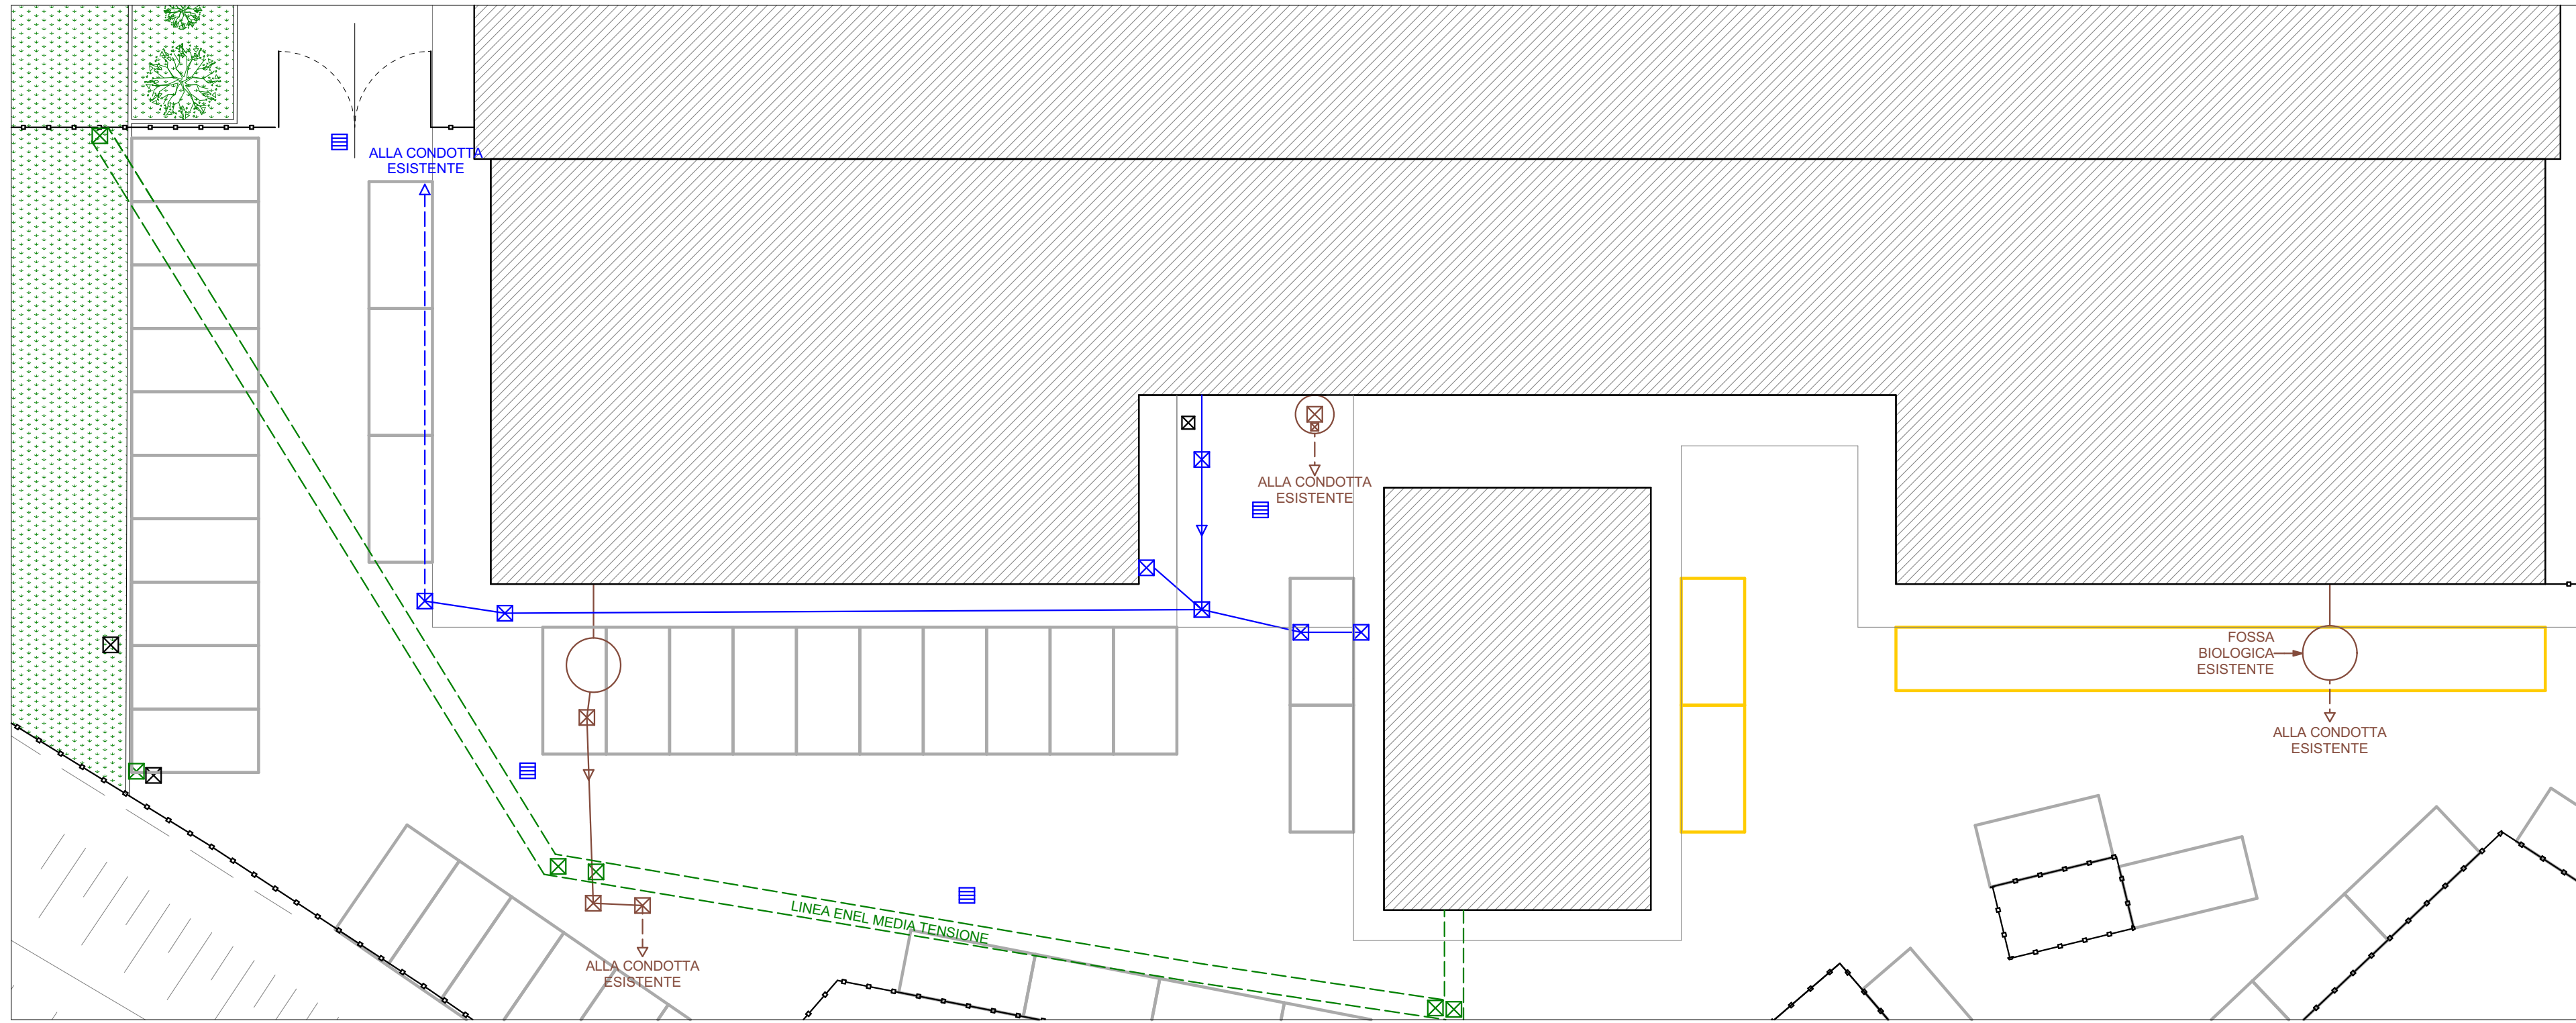 ALLA CONDOTTA
ESISTENTE
ALLA CONDOTTA
ESISTENTE
FOSSA
BIOLOGICA
ESISTENTE
ALLA CONDOTTA
ESISTENTE
LINEA ENEL MEDIA TENSIONE
ALLA CONDOTTA
ESISTENTE